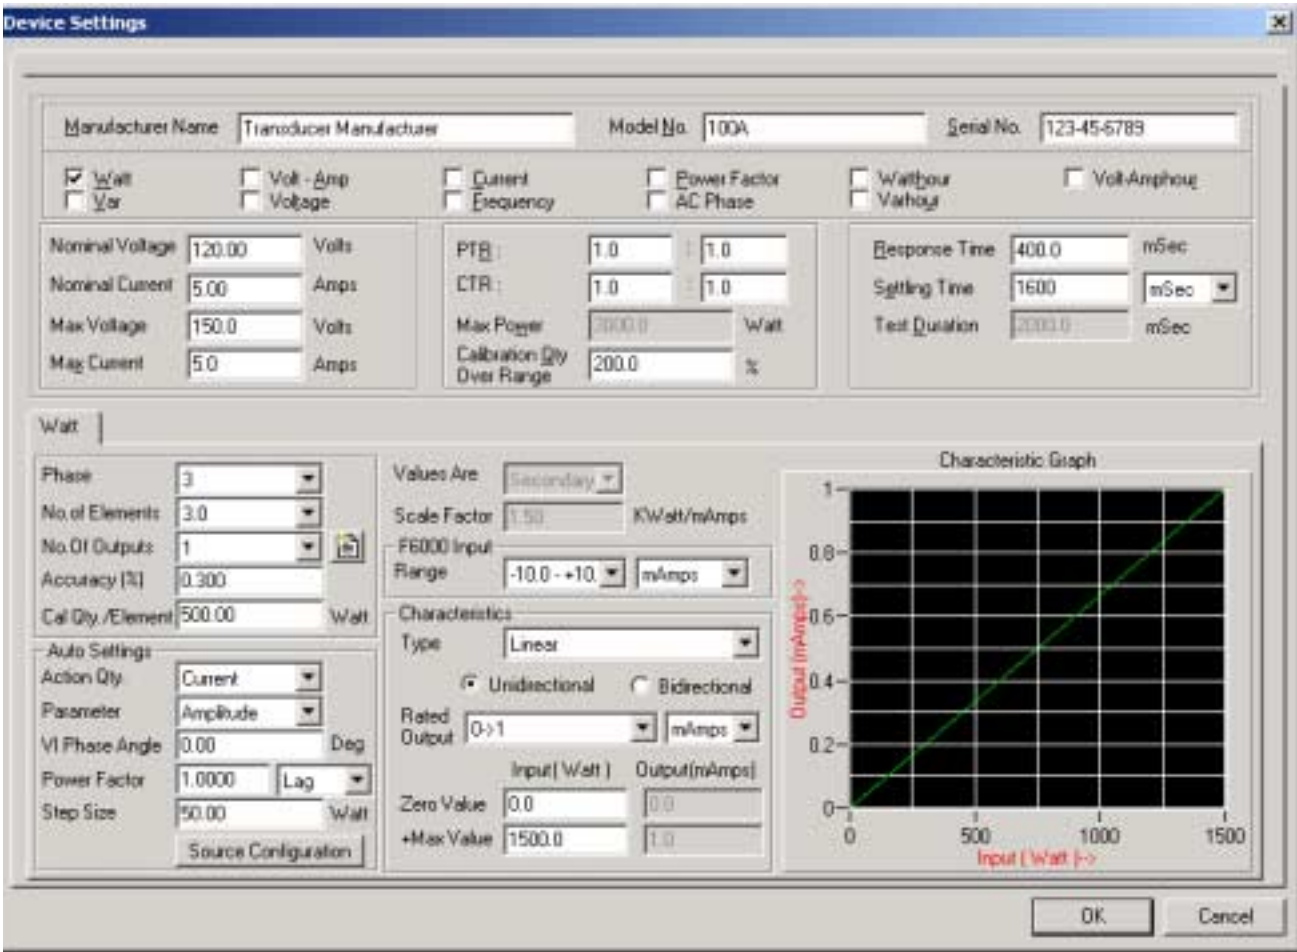 Device Settings
Manufacturer Name Transducer Manufacturer Model No. 100A Serial No. 123-45-6789
Watt Volt - Amp Current Power Factor Watthour Volt-Amphour
Var Voltage Frequency AC Phase Varhour
Nominal Voltage 120.00 Volts PTR : 1.0 : 1.0 Response Time 400.0 mSec
Nominal Current 5.00 Amps CTR : 1.0 : 1.0 Settling Time 1600 mSec
Max Voltage 150.0 Volts Max Power 2000.0 Watt Test Duration 2000.0 mSec
Max Current 5.0 Amps Calibration Qty Over Range 200.0 %
Watt
Phase 3
No.of Elements 3.0
No.Of Outputs 1
Accuracy (%) 0.300
Cal Qty./Element 500.00 Watt
Auto Settings
Action Qty. Current
Parameter Amplitude
VI Phase Angle 0.00 Deg
Power Factor 1.0000 Lag
Step Size 50.00 Watt
Source Configuration
Values Are Secondary
Scale Factor 1.50 KWatt/mAmps
F6000 Input
Range -10.0 - +10. mAmps
Characteristics
Type Linear
Unidirectional Bidirectional
Rated Output 0->1 mAmps
Input( Watt ) Output(mAmps)
Zero Value 0.0 0.0
+Max Value 1500.0 1.0
Characteristic Graph
1
0.8
0.6
0.4
0.2
0
Output (mAmps)->
0 500 1000 1500
Input ( Watt )->
OK Cancel